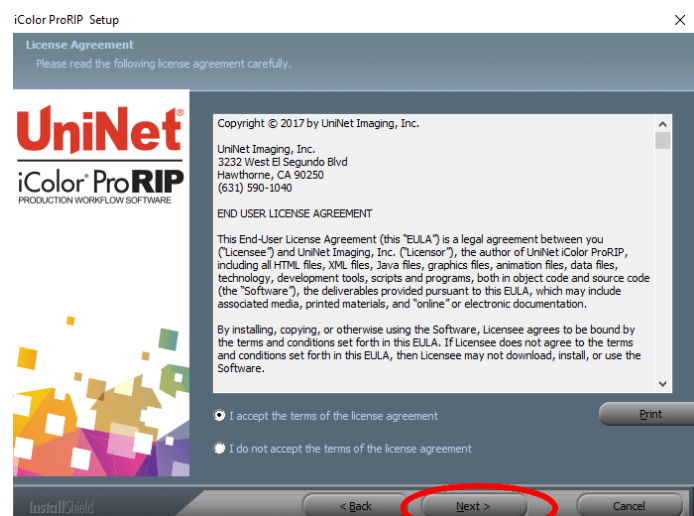 iColor ProRIP Setup
License Agreement
Please read the following license agreement carefully.
UniNet®
iColor® ProRIP
PRODUCTION WORKFLOW SOFTWARE
Copyright © 2017 by UniNet Imaging, Inc.
UniNet Imaging, Inc.
3232 West El Segundo Blvd
Hawthorne, CA 90250
(631) 590-1040
END USER LICENSE AGREEMENT
This End-User License Agreement (this "EULA") is a legal agreement between you
("Licensee") and UniNet Imaging, Inc. ("Licensor"), the author of UniNet iColor ProRIP,
including all HTML files, XML files, Java files, graphics files, animation files, data files,
technology, development tools, scripts and programs, both in object code and source code
(the "Software"), the deliverables provided pursuant to this EULA, which may include
associated media, printed materials, and "online" or electronic documentation.
By installing, copying, or otherwise using the Software, Licensee agrees to be bound by
the terms and conditions set forth in this EULA. If Licensee does not agree to the terms
and conditions set forth in this EULA, then Licensee may not download, install, or use the
Software.
I accept the terms of the license agreement
Print
I do not accept the terms of the license agreement
InstallShield
< Back
Next >
Cancel